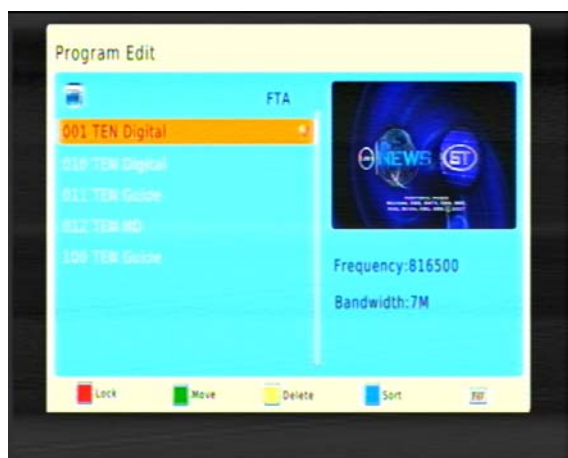 Program Edit
FTA
001 TEN Digital
010 TEN Digital
011 TEN Guide
012 TEN HD
100 TEN Guide
NEWS
Frequency:816500
Bandwidth:7M
Lock
Move
Delete
Sort